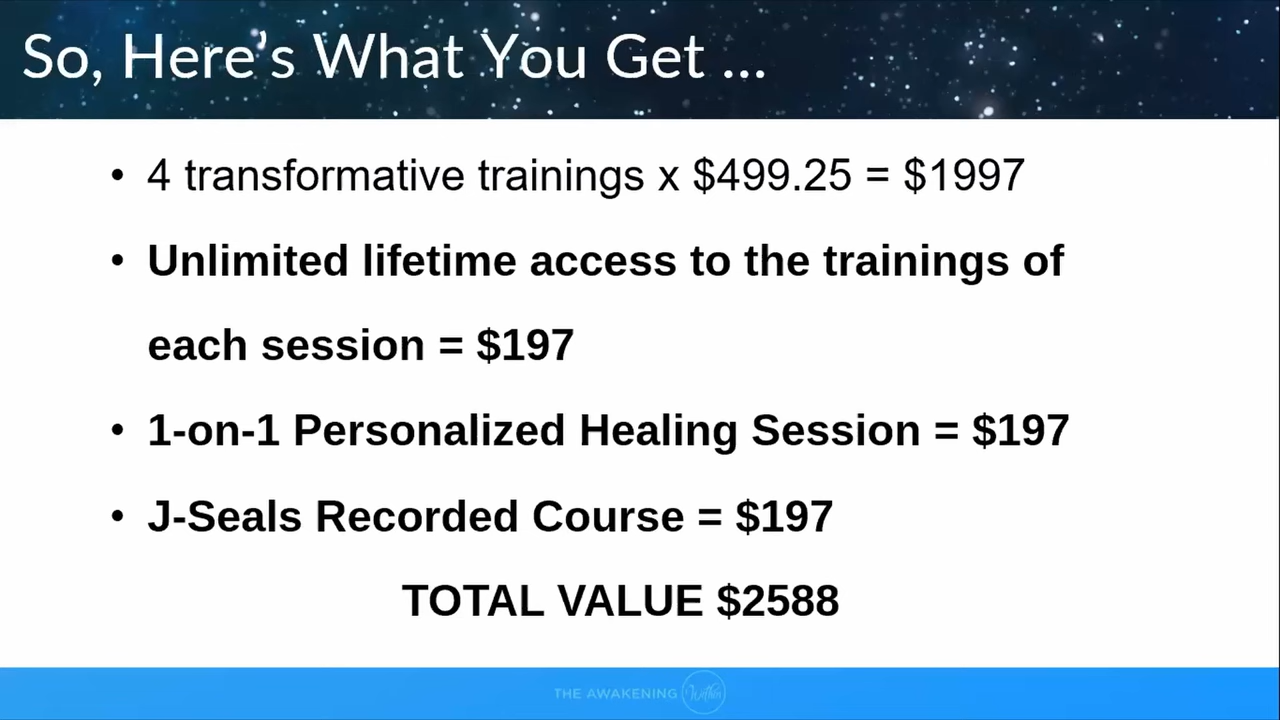 So, Here's What You Get ...
• 4 transformative trainings x $499.25 = $1997
• Unlimited lifetime access to the trainings of
each session = $197
• 1-on-1 Personalized Healing Session = $197
• J-Seals Recorded Course = $197
TOTAL VALUE $2588
THE AWAKENING Within